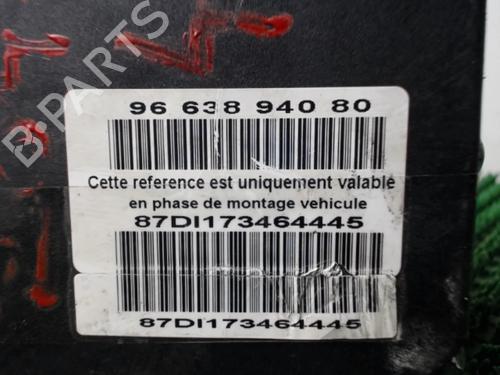 B-PARTS
96 638 940 80
Cette reference est uniquement valable
en phase de montage vehicule
87DI173464445
87DI173464445